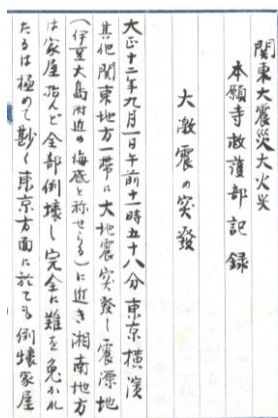 関東大震災大火災
本願寺救護部記録
大激震の突發
大正十二年九月一日午前十一時五十八分東京横濱
其他関東地方一帯に大地震突発し震源地
(伊豆大島附近の海底と称せらる)に近き湘南地方
は家屋殆んど全部倒壊し完全に難を免かれ
たるは極めて尠く東京方面に於ても倒壊家屋